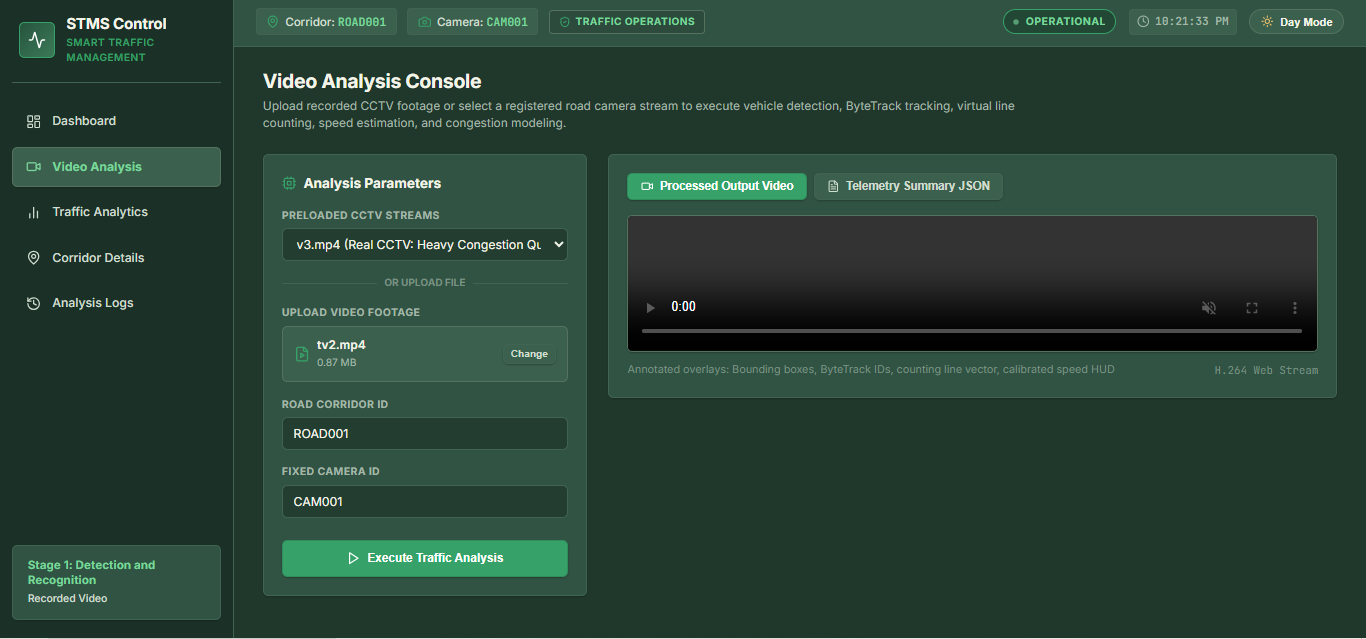 STMS Control
SMART TRAFFIC
MANAGEMENT
Dashboard
Video Analysis
Traffic Analytics
Corridor Details
Analysis Logs
Stage 1: Detection and
Recognition
Recorded Video
Corridor: ROAD001
Camera: CAM001
TRAFFIC OPERATIONS
OPERATIONAL
10:21:33 PM
Day Mode
Video Analysis Console
Upload recorded CCTV footage or select a registered road camera stream to execute vehicle detection, ByteTrack tracking, virtual line
counting, speed estimation, and congestion modeling.
Analysis Parameters
PRELOADED CCTV STREAMS
v3.mp4 (Real CCTV: Heavy Congestion Qu
OR UPLOAD FILE
UPLOAD VIDEO FOOTAGE
tv2.mp4
0.87 MB
Change
ROAD CORRIDOR ID
ROAD001
FIXED CAMERA ID
CAM001
Execute Traffic Analysis
Processed Output Video
Telemetry Summary JSON
0:00
Annotated overlays: Bounding boxes, ByteTrack IDs, counting line vector, calibrated speed HUD
H.264 Web Stream